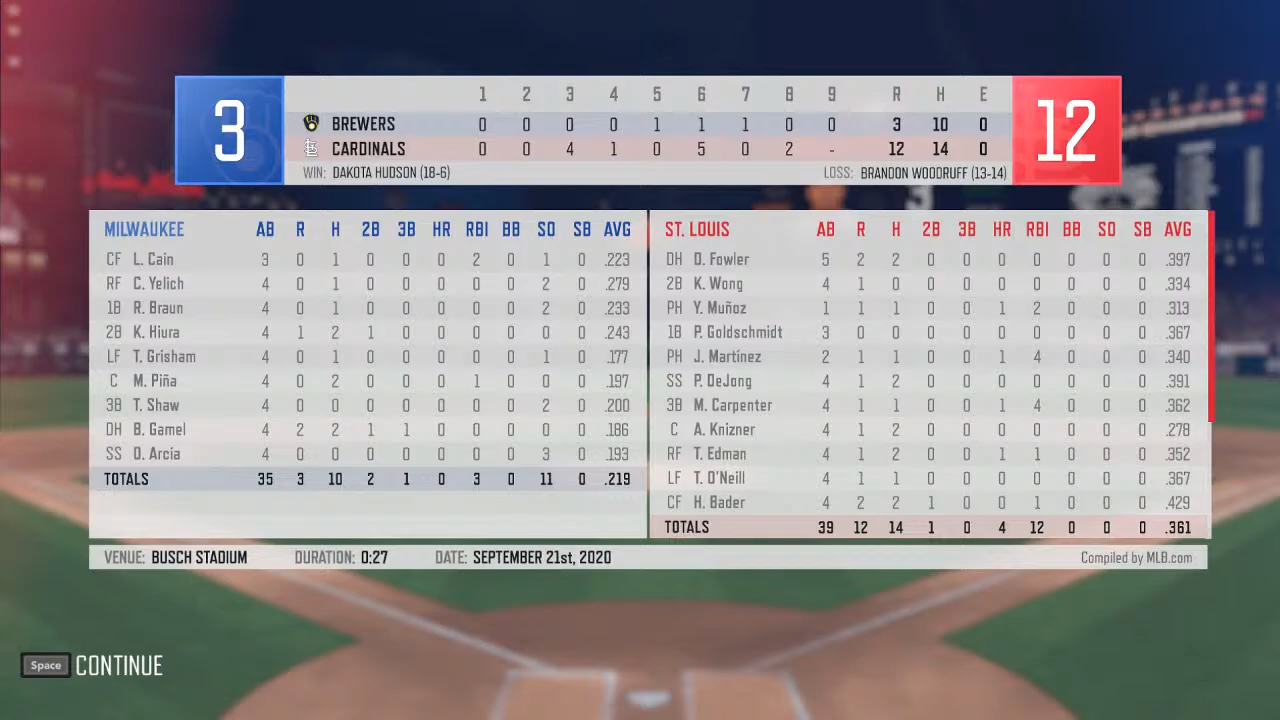 3
1 2 3 4 5 6 7 8 9 R H E
BREWERS 0 0 0 0 1 1 1 0 0 3 10 0
CARDINALS 0 0 4 1 0 5 0 2 - 12 14 0
WIN: DAKOTA HUDSON (18-6) LOSS: BRANDON WOODRUFF (13-14)
12
MILWAUKEE AB R H 2B 3B HR RBI BB SO SB AVG
CF L. Cain 3 0 1 0 0 0 2 0 1 0 .223
RF C. Yelich 4 0 1 0 0 0 0 0 2 0 .279
1B R. Braun 4 0 1 0 0 0 0 0 2 0 .233
2B K. Hiura 4 1 2 1 0 0 0 0 0 0 .243
LF T. Grisham 4 0 1 0 0 0 0 0 1 0 .177
C M. Piña 4 0 2 0 0 0 1 0 0 0 .197
3B T. Shaw 4 0 0 0 0 0 0 0 2 0 .200
DH B. Gamel 4 2 2 1 1 0 0 0 0 0 .186
SS O. Arcia 4 0 0 0 0 0 0 0 3 0 .193
TOTALS 35 3 10 2 1 0 3 0 11 0 .219
ST. LOUIS AB R H 2B 3B HR RBI BB SO SB AVG
DH D. Fowler 5 2 2 0 0 0 0 0 0 0 .397
2B K. Wong 4 1 0 0 0 0 0 0 0 0 .334
PH Y. Muñoz 1 1 1 0 0 1 2 0 0 0 .313
1B P. Goldschmidt 3 0 0 0 0 0 0 0 0 0 .367
PH J. Martínez 2 1 1 0 0 1 4 0 0 0 .340
SS P. DeJong 4 1 2 0 0 0 0 0 0 0 .391
3B M. Carpenter 4 1 1 0 0 1 4 0 0 0 .362
C A. Knizner 4 1 2 0 0 0 0 0 0 0 .278
RF T. Edman 4 1 2 0 0 1 1 0 0 0 .352
LF T. O'Neill 4 1 1 0 0 0 0 0 0 0 .367
CF H. Bader 4 2 2 1 0 0 1 0 0 0 .429
TOTALS 39 12 14 1 0 4 12 0 0 0 .361
VENUE: BUSCH STADIUM DURATION: 0:27 DATE: SEPTEMBER 21st, 2020 Compiled by MLB.com
Space CONTINUE